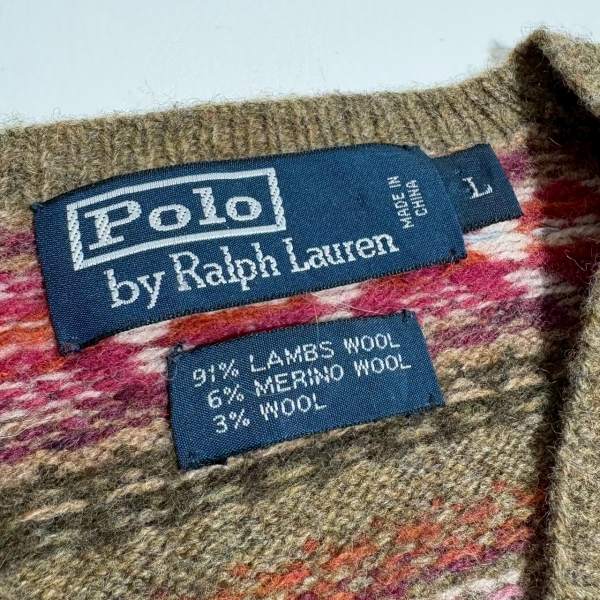 Polo
by Ralph Lauren
MADE IN
CHINA
L
91% LAMBS WOOL
6% MERINO WOOL
3% WOOL